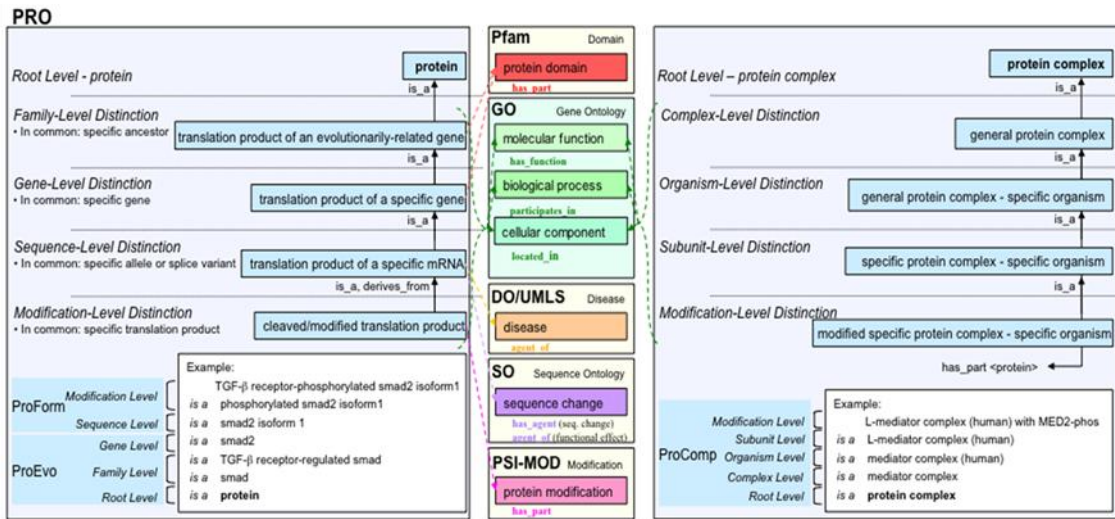 PRO
Root Level - protein
protein
is_a
Family-Level Distinction
• In common: specific ancestor
translation product of an evolutionarily-related gene
is_a
Gene-Level Distinction
• In common: specific gene
translation product of a specific gene
is_a
Sequence-Level Distinction
• In common: specific allele or splice variant
translation product of a specific mRNA
is_a, derives_from
Modification-Level Distinction
• In common: specific translation product
cleaved/modified translation product
ProForm
Modification Level
Sequence Level
ProEvo
Gene Level
Family Level
Root Level
Example:
TGF-β receptor-phosphorylated smad2 isoform1
is a phosphorylated smad2 isoform1
is a smad2 isoform 1
is a smad2
is a TGF-β receptor-regulated smad
is a smad
is a protein
Pfam Domain
protein domain
has_part
GO Gene Ontology
molecular function
has_function
biological process
participates_in
cellular component
located_in
DO/UMLS Disease
disease
agent_of
SO Sequence Ontology
sequence change
has_agent (seq. change)
agent_of (functional effect)
PSI-MOD Modification
protein modification
has_part
Root Level – protein complex
protein complex
is_a
Complex-Level Distinction
general protein complex
is_a
Organism-Level Distinction
general protein complex - specific organism
is_a
Subunit-Level Distinction
specific protein complex - specific organism
is_a
Modification-Level Distinction
modified specific protein complex - specific organism
has_part <protein>
ProComp
Modification Level
Subunit Level
Organism Level
Complex Level
Root Level
Example:
L-mediator complex (human) with MED2-phos
is a L-mediator complex (human)
is a mediator complex (human)
is a mediator complex
is a protein complex